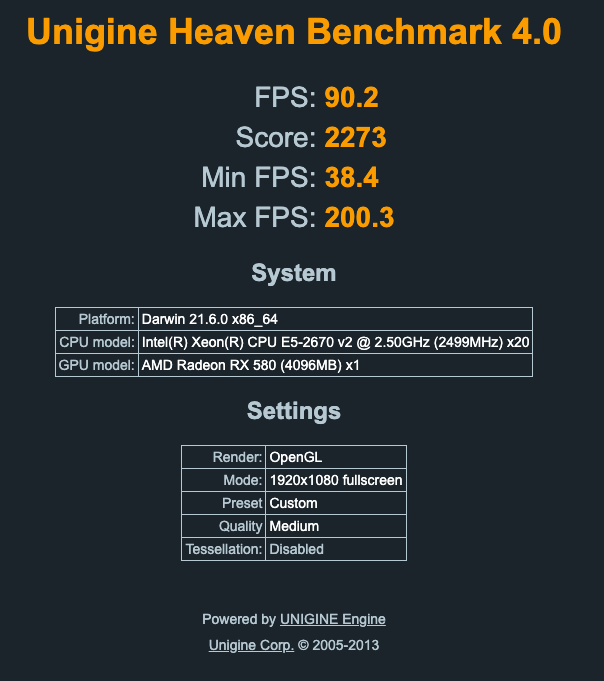 Unigine Heaven Benchmark 4.0
FPS: 90.2
Score: 2273
Min FPS: 38.4
Max FPS: 200.3
System
Platform: Darwin 21.6.0 x86_64
CPU model: Intel(R) Xeon(R) CPU E5-2670 v2 @ 2.50GHz (2499MHz) x20
GPU model: AMD Radeon RX 580 (4096MB) x1
Settings
Render: OpenGL
Mode: 1920x1080 fullscreen
Preset Custom
Quality Medium
Tessellation: Disabled
Powered by UNIGINE Engine
Unigine Corp. © 2005-2013